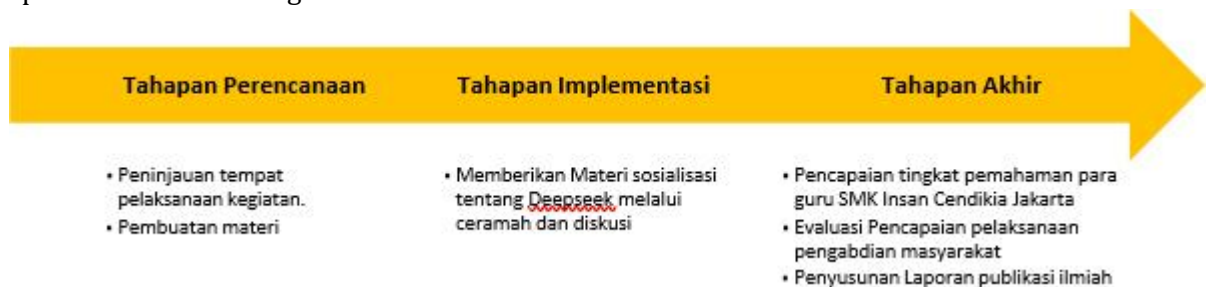 Tahapan Perencanaan
Tahapan Implementasi
Tahapan Akhir
• Peninjauan tempat
pelaksanaan kegiatan.
• Pembuatan materi
• Memberikan Materi sosialisasi
tentang Deepseek melalui
ceramah dan diskusi
• Pencapaian tingkat pemahaman para
guru SMK Insan Cendikia Jakarta
• Evaluasi Pencapaian pelaksanaan
pengabdian masyarakat
• Penyusunan Laporan publikasi ilmiah